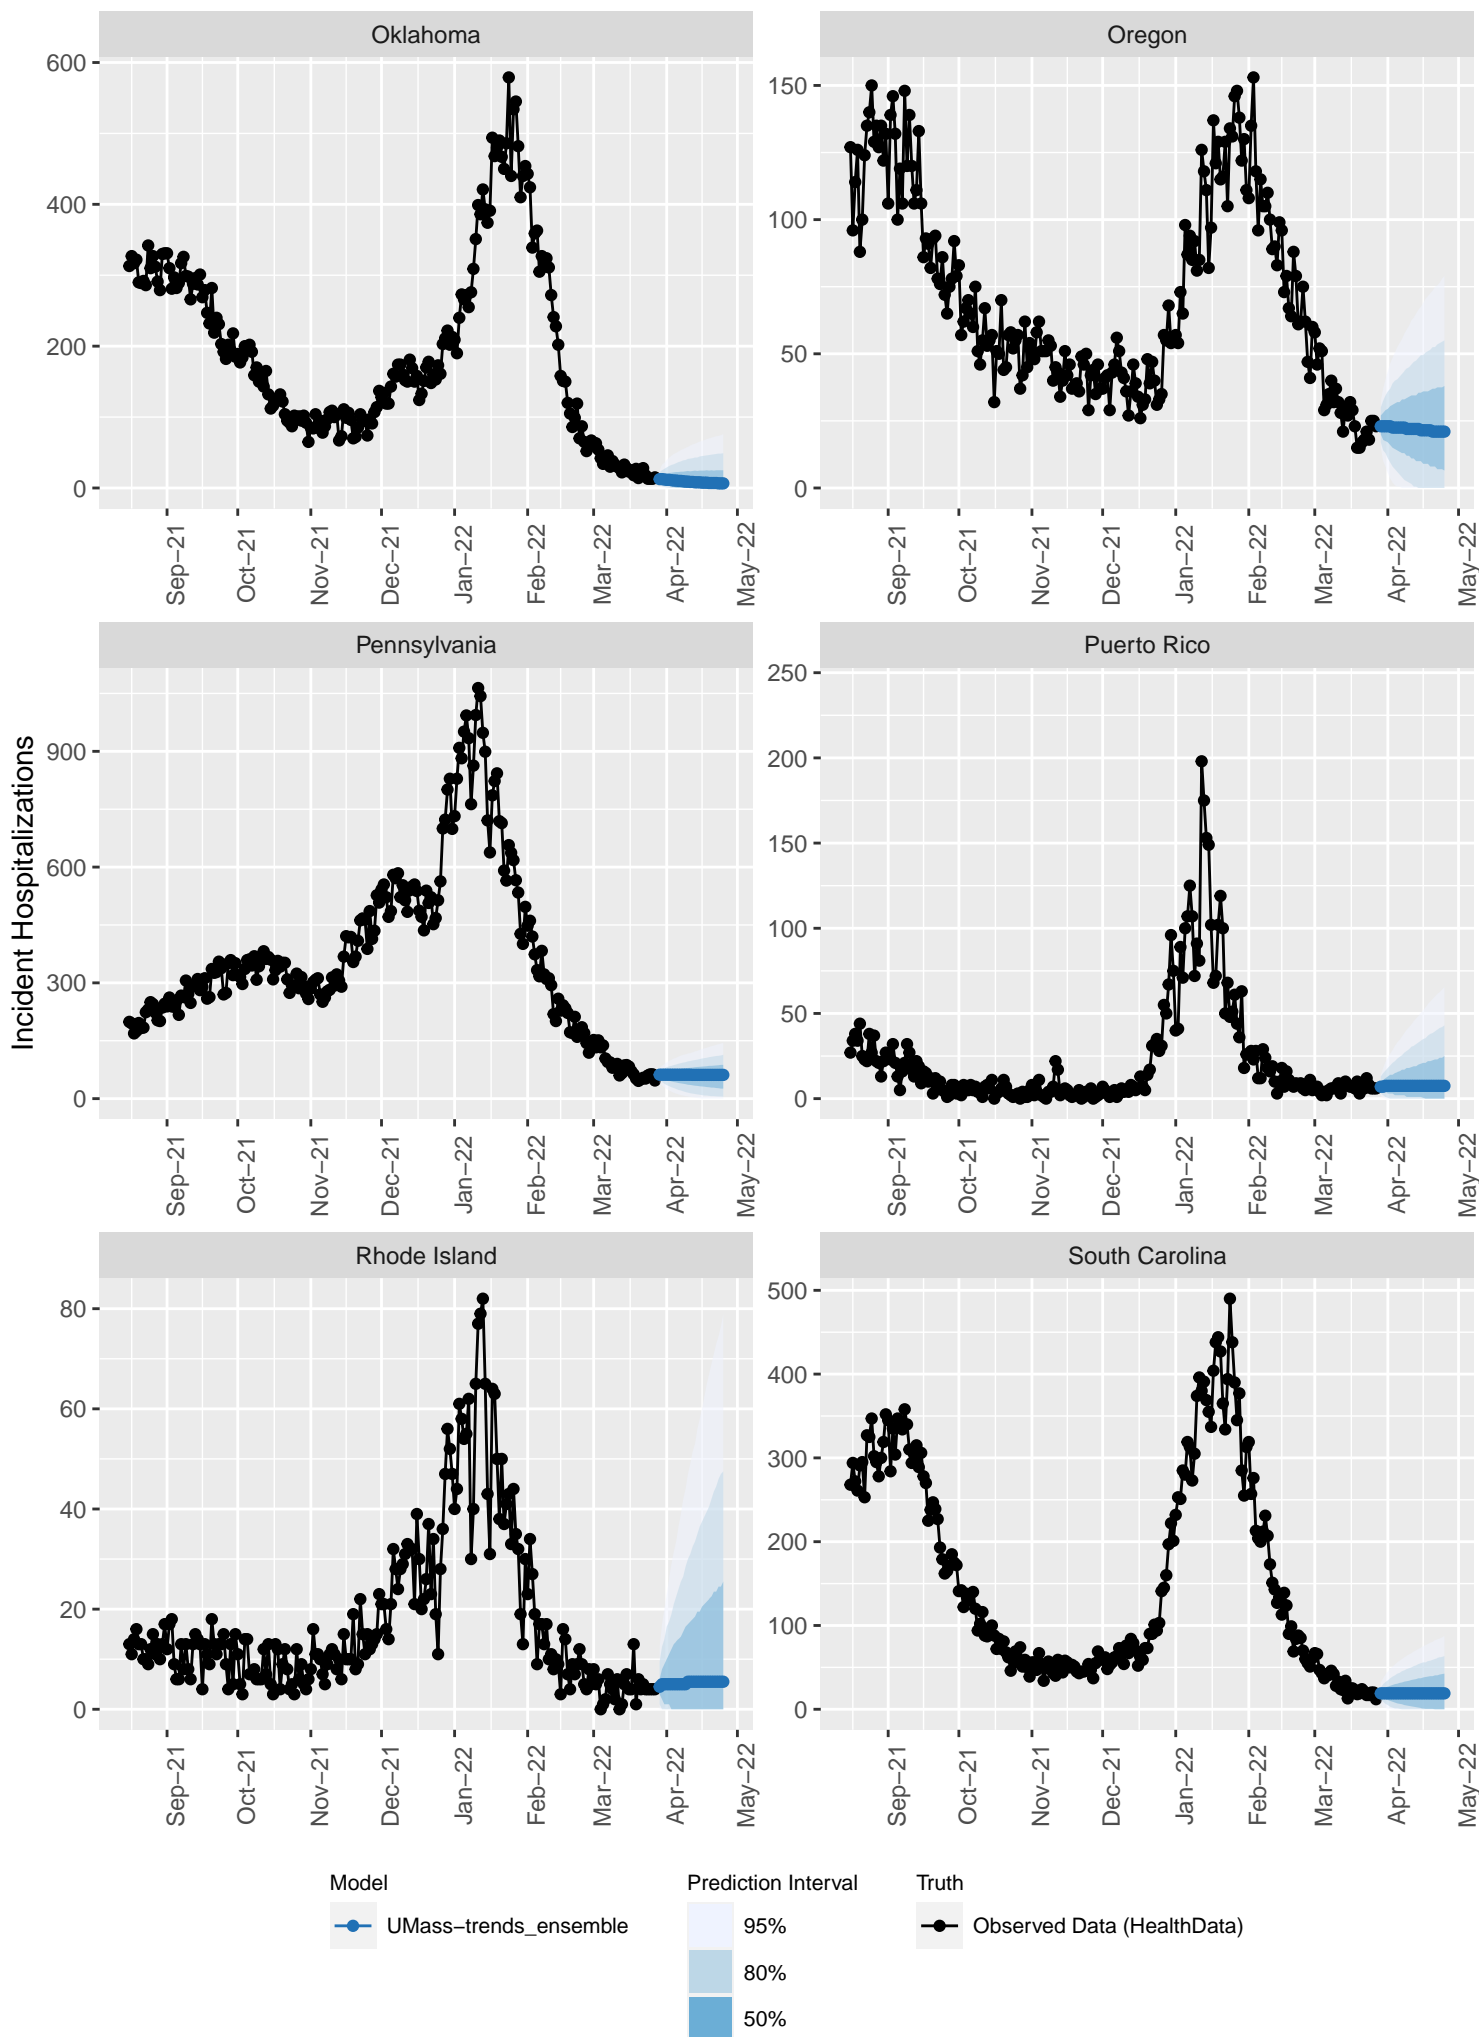 Oklahoma
Oregon
600
400
200
0
150
100
50
0
Sep−21
Oct−21
Nov−21
Dec−21
Jan−22
Feb−22
Mar−22
Apr−22
May−22
Sep−21
Oct−21
Nov−21
Dec−21
Jan−22
Feb−22
Mar−22
Apr−22
May−22
Pennsylvania
Puerto Rico
Incident Hospitalizations
900
600
300
0
250
200
150
100
50
0
Sep−21
Oct−21
Nov−21
Dec−21
Jan−22
Feb−22
Mar−22
Apr−22
May−22
Sep−21
Oct−21
Nov−21
Dec−21
Jan−22
Feb−22
Mar−22
Apr−22
May−22
Rhode Island
South Carolina
80
60
40
20
0
500
400
300
200
100
0
Sep−21
Oct−21
Nov−21
Dec−21
Jan−22
Feb−22
Mar−22
Apr−22
May−22
Sep−21
Oct−21
Nov−21
Dec−21
Jan−22
Feb−22
Mar−22
Apr−22
May−22
Model
UMass−trends_ensemble
Prediction Interval
95%
80%
50%
Truth
Observed Data (HealthData)